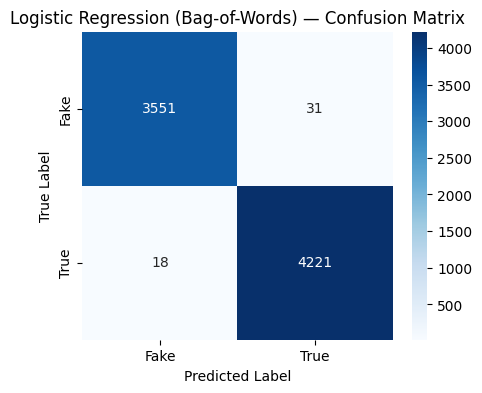 Logistic Regression (Bag-of-Words) — Confusion Matrix
True Label
Fake
3551
31
True
18
4221
Fake
True
Predicted Label
4000
3500
3000
2500
2000
1500
1000
500